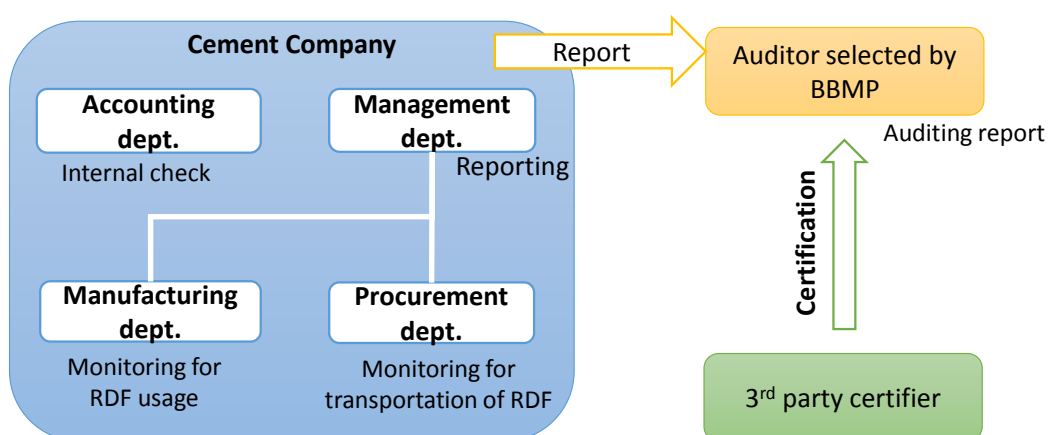 Cement Company
Report
Auditor selected by
BBMP
Accounting
dept.
Management
dept.
Internal check
Reporting
Auditing report
Certification
Manufacturing
dept.
Procurement
dept.
Monitoring for
RDF usage
Monitoring for
transportation of RDF
3rd party certifier